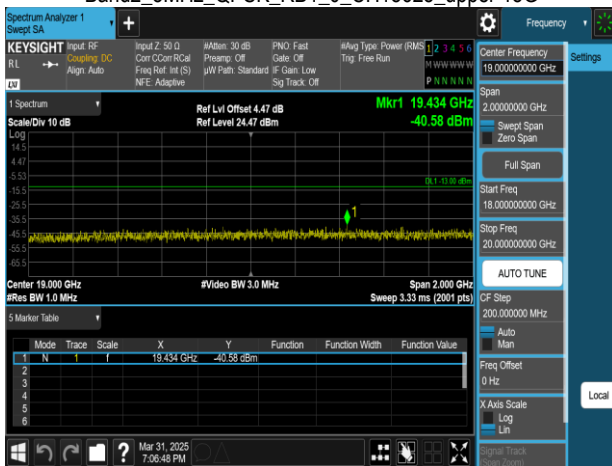 Spectrum Analyzer 1
Swept SA
+
Frequency
KEYSIGHT
RL
LXI
Input: RF
Coupling: DC
Align: Auto
Input Z: 50 Ω
Corr CCorr RCal
Freq Ref: Int (S)
NFE: Adaptive
#Atten: 30 dB
Preamp: Off
µW Path: Standard
PNO: Fast
Gate: Off
IF Gain: Low
Sig Track: Off
#Avg Type: Power (RMS
Trig: Free Run
1 2 3 4 5 6
M W W W W W
P N N N N N
1 Spectrum
Scale/Div 10 dB
Log
Ref Lvl Offset 4.47 dB
Ref Level 24.47 dBm
Mkr1 19.434 GHz
-40.58 dBm
14.5
4.47
-5.53
-15.5
-25.5
-35.5
-45.5
-55.5
-65.5
DL1 -13.00 dBm
1
Center 19.000 GHz
#Res BW 1.0 MHz
#Video BW 3.0 MHz
Span 2.000 GHz
Sweep 3.33 ms (2001 pts)
5 Marker Table
Mode Trace Scale X Y Function Function Width Function Value
1 N 1 f 19.434 GHz -40.58 dBm
2
3
4
5
6
Mar 31, 2025
7:06:48 PM
?
Center Frequency
19.000000000 GHz
Settings
Span
2.00000000 GHz
Swept Span
Zero Span
Full Span
Start Freq
18.000000000 GHz
Stop Freq
20.000000000 GHz
AUTO TUNE
CF Step
200.000000 MHz
Auto
Man
Freq Offset
0 Hz
Local
X Axis Scale
Log
Lin
Signal Track
(Span Zoom)